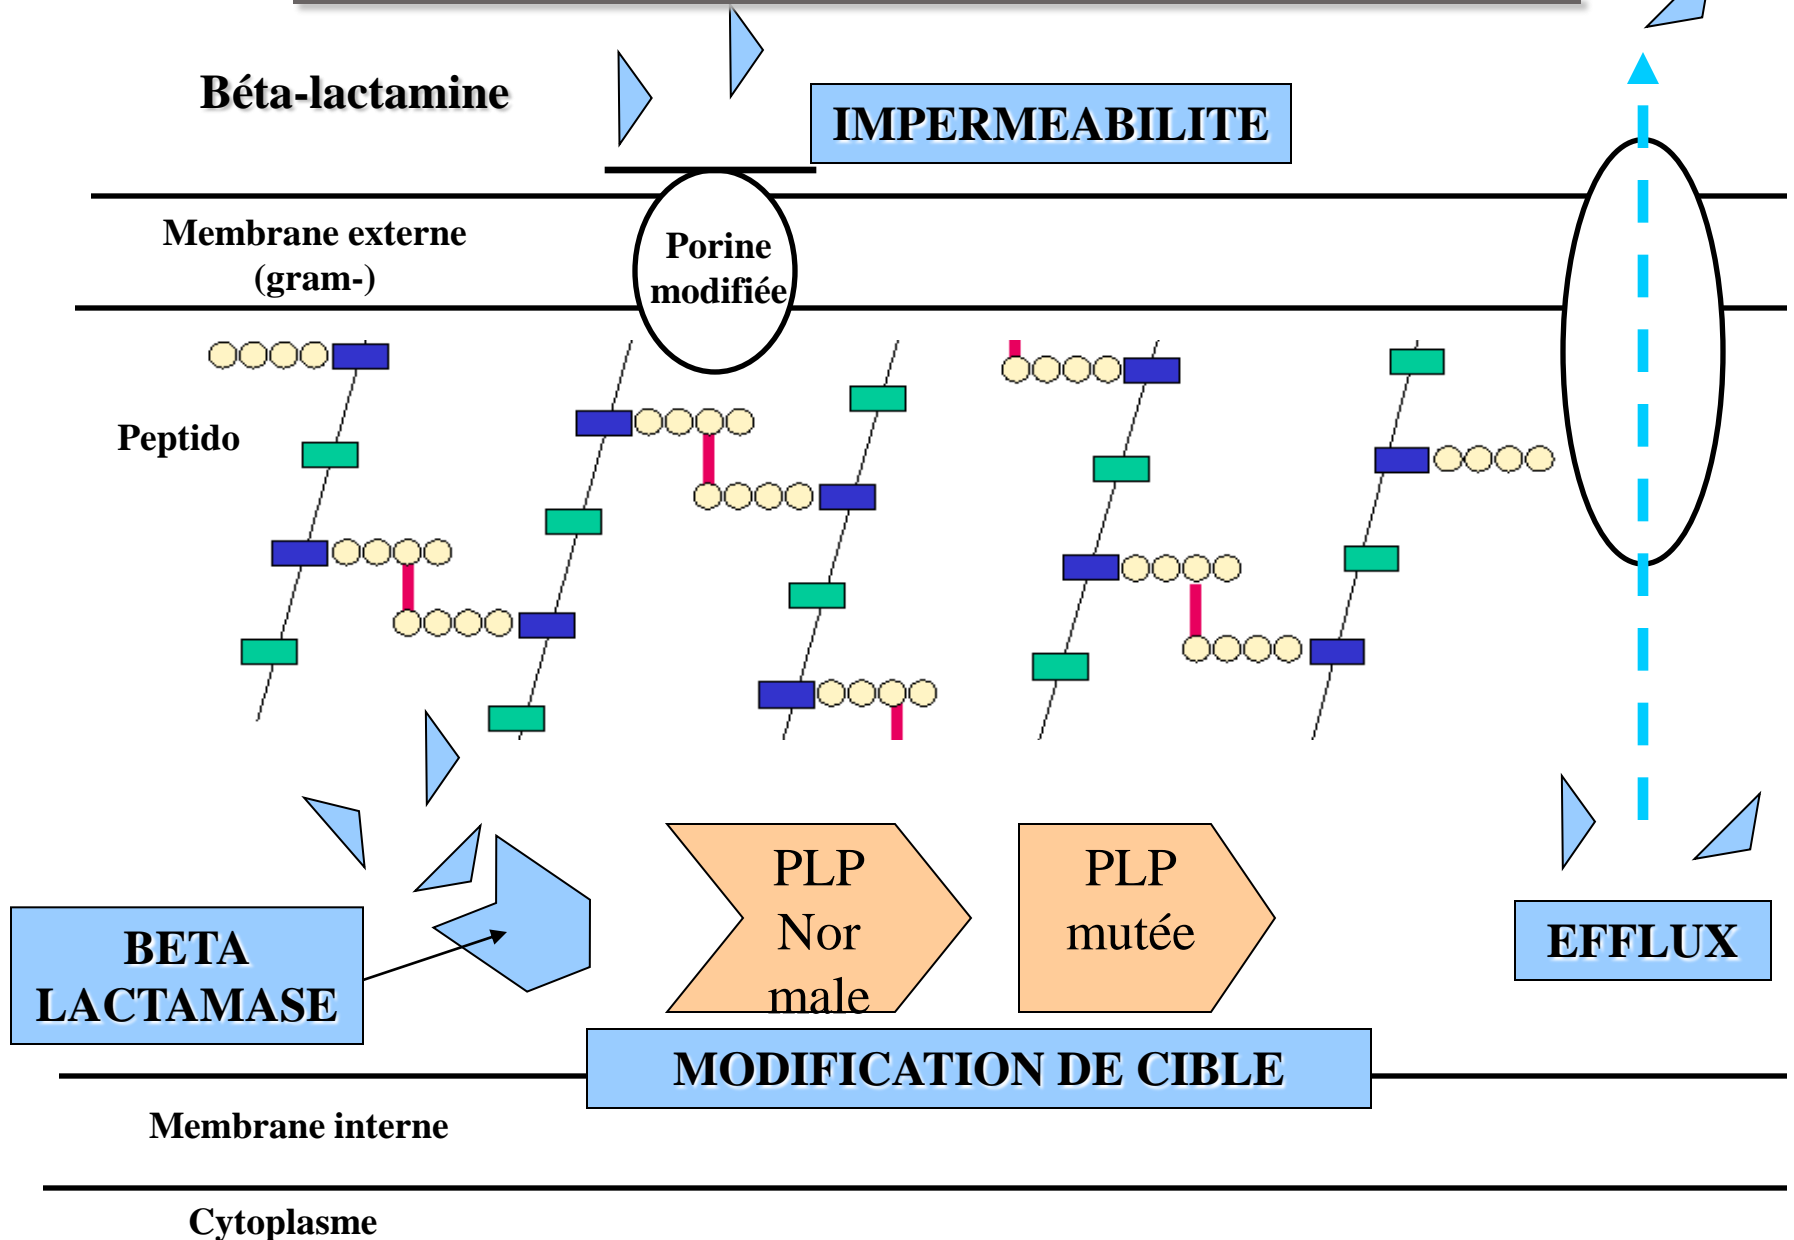 Béta-lactamine
IMPERMEABILITE
Membrane externe
(gram-)
Porine
modifiée
Peptido
BETA
LACTAMASE
PLP
Nor
male
PLP
mutée
EFFLUX
MODIFICATION DE CIBLE
Membrane interne
Cytoplasme